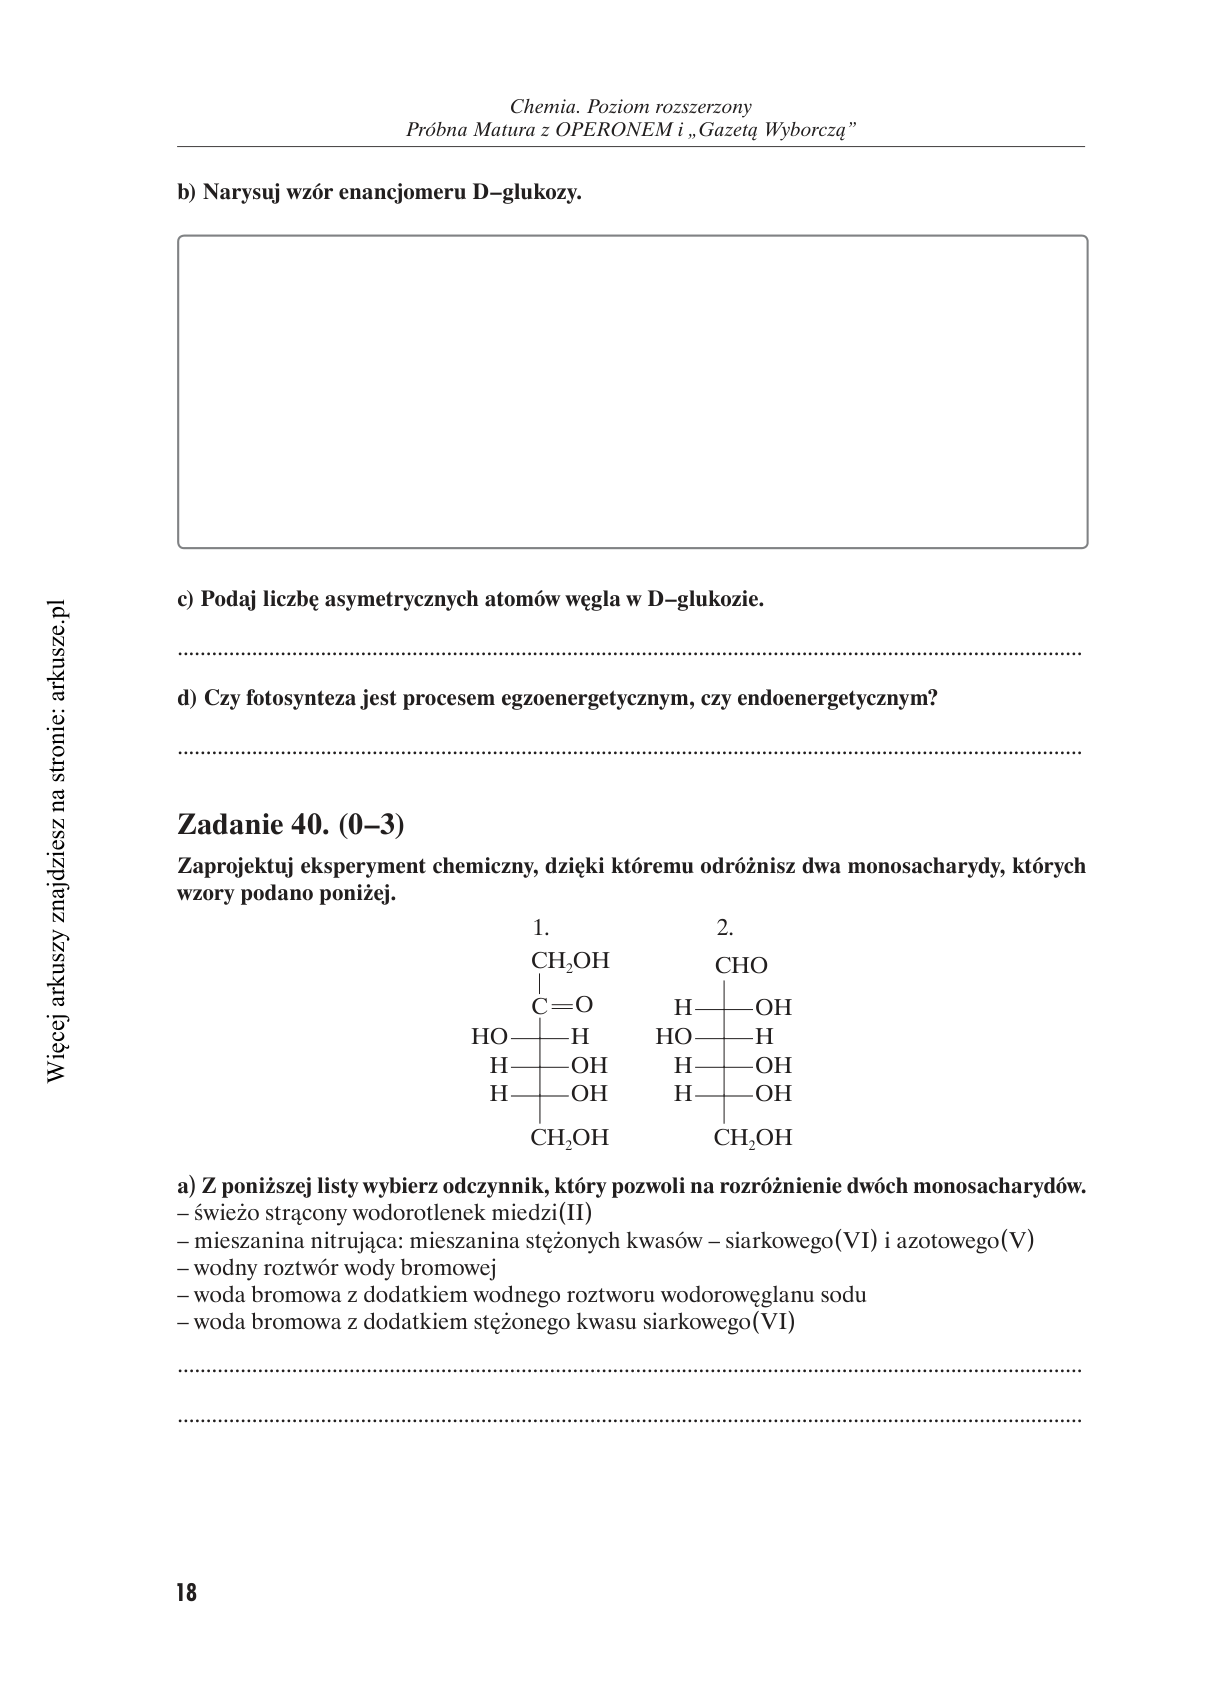 Chemia. Poziom rozszerzony
Próbna Matura z OPERONEM i „Gazetą Wyborczą”
b) Narysuj wzór enancjomeru D–glukozy.
c) Podaj liczbę asymetrycznych atomów węgla w D–glukozie.
d) Czy fotosynteza jest procesem egzoenergetycznym, czy endoenergetycznym?
Zadanie 40. (0–3)
Zaprojektuj eksperyment chemiczny, dzięki któremu odróżnisz dwa monosacharydy, których
wzory podano poniżej.
1. 2.
CH₂OH CHO
C=O H OH
HO H HO H
H OH H OH
H OH H OH
CH₂OH CH₂OH
a) Z poniższej listy wybierz odczynnik, który pozwoli na rozróżnienie dwóch monosacharydów.
– świeżo strącony wodorotlenek miedzi(II)
– mieszanina nitrująca: mieszanina stężonych kwasów – siarkowego(VI) i azotowego(V)
– wodny roztwór wody bromowej
– woda bromowa z dodatkiem wodnego roztworu wodorowęglanu sodu
– woda bromowa z dodatkiem stężonego kwasu siarkowego(VI)
18
Więcej arkuszy znajdziesz na stronie: arkusze.pl